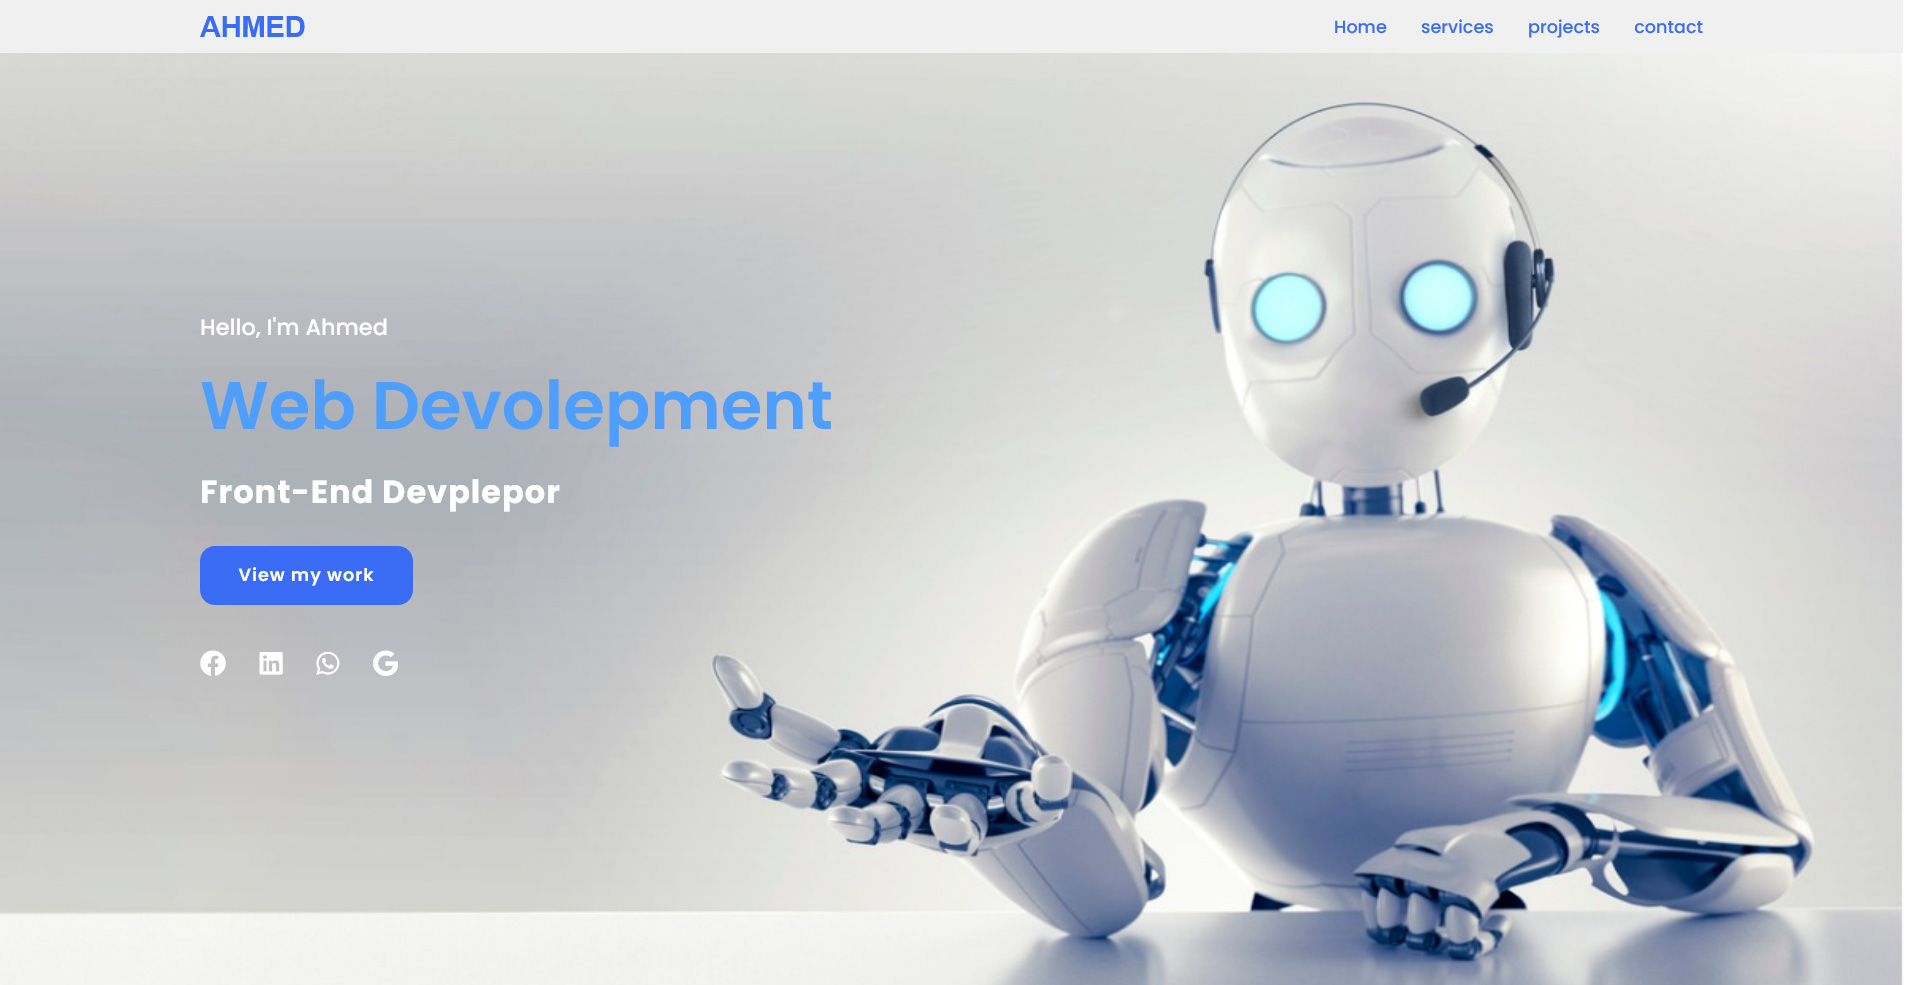 AHMED
Home services projects contact
Hello, I'm Ahmed
Web Devolepment
Front-End Devplepor
View my work